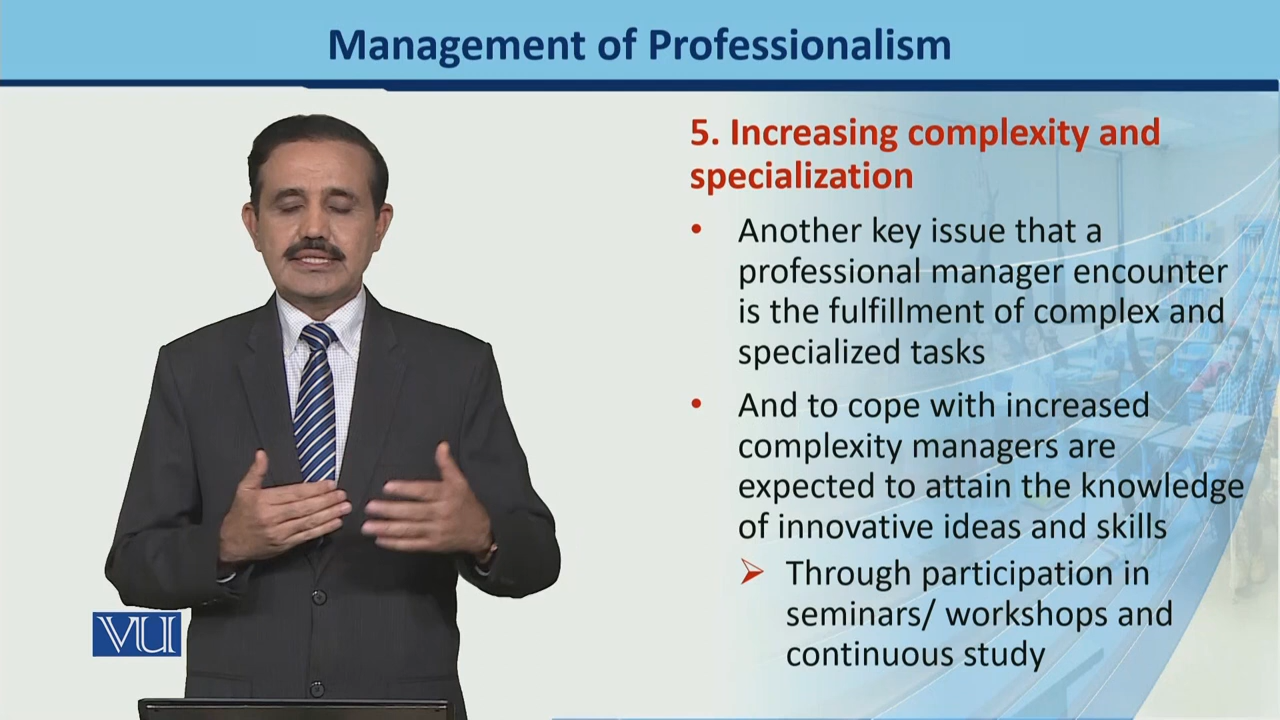 Management of Professionalism
5. Increasing complexity and
specialization
• Another key issue that a
professional manager encounter
is the fulfillment of complex and
specialized tasks
• And to cope with increased
complexity managers are
expected to attain the knowledge
of innovative ideas and skills
➢ Through participation in
seminars/ workshops and
continuous study
VU